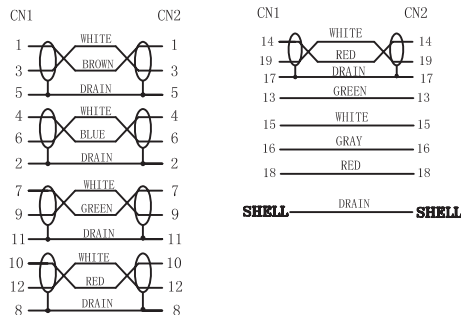 CN1 CN2
1 WHITE 1
3 BROWN 3
5 DRAIN 5
4 WHITE 4
6 BLUE 6
2 DRAIN 2
7 WHITE 7
9 GREEN 9
11 DRAIN 11
10 WHITE 10
12 RED 12
8 DRAIN 8
CN1 CN2
14 WHITE 14
19 RED 19
17 DRAIN 17
13 GREEN 13
15 WHITE 15
16 GRAY 16
18 RED 18
SHELL DRAIN SHELL